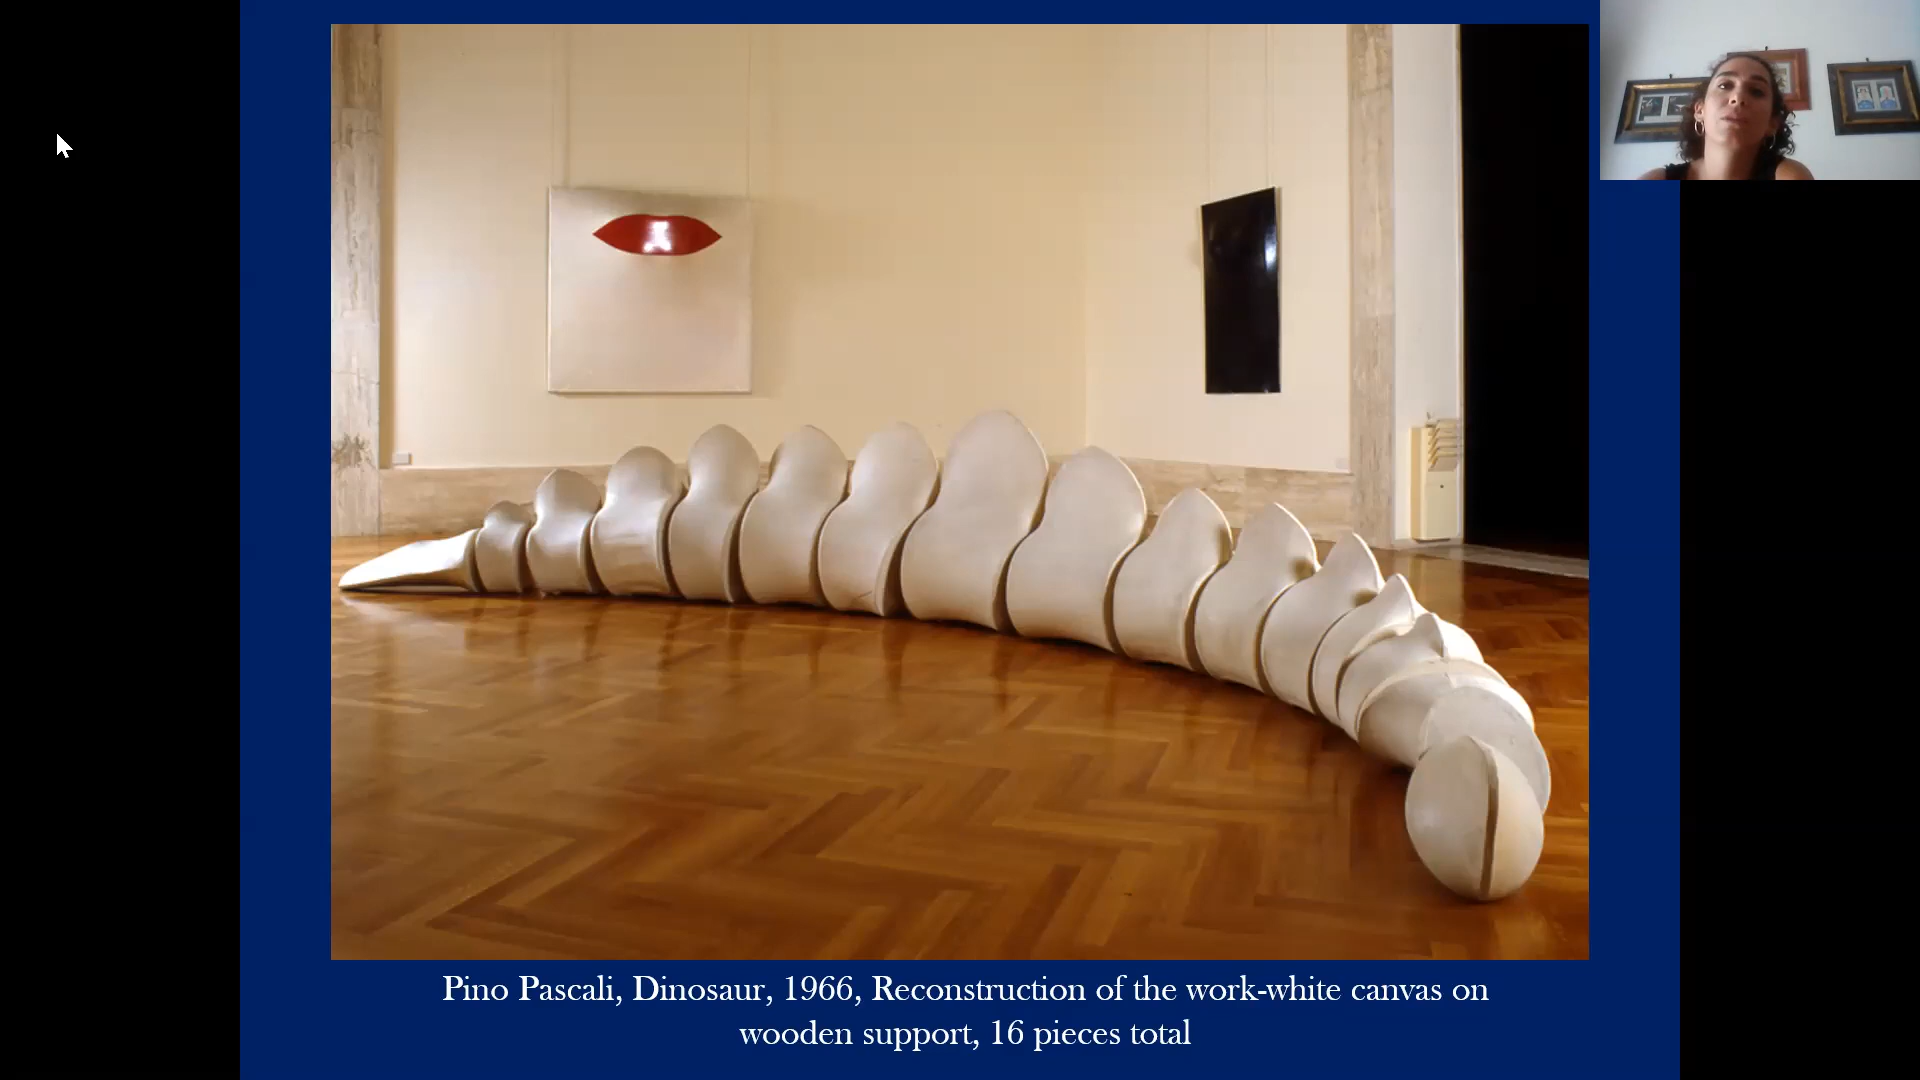 Pino Pascali, Dinosaur, 1966, Reconstruction of the work-white canvas on
wooden support, 16 pieces total